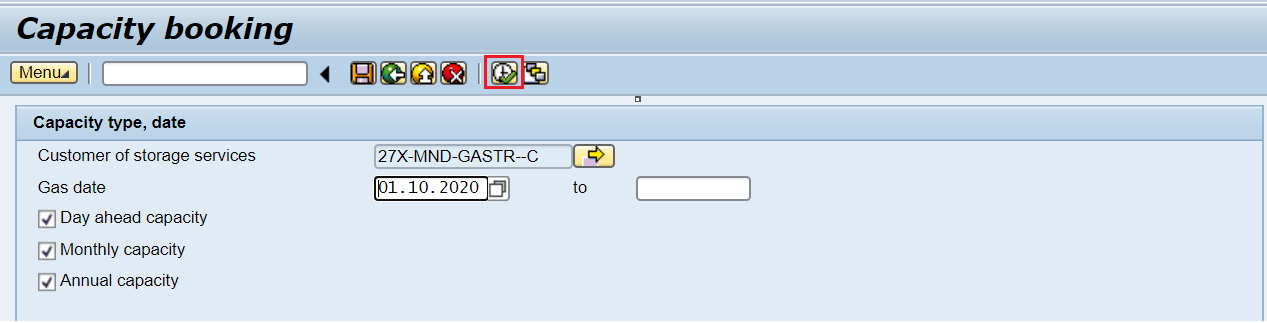 Capacity booking
Menu
Capacity type, date
Customer of storage services 27X-MND-GASTR--C
Gas date 01.10.2020 to
Day ahead capacity
Monthly capacity
Annual capacity